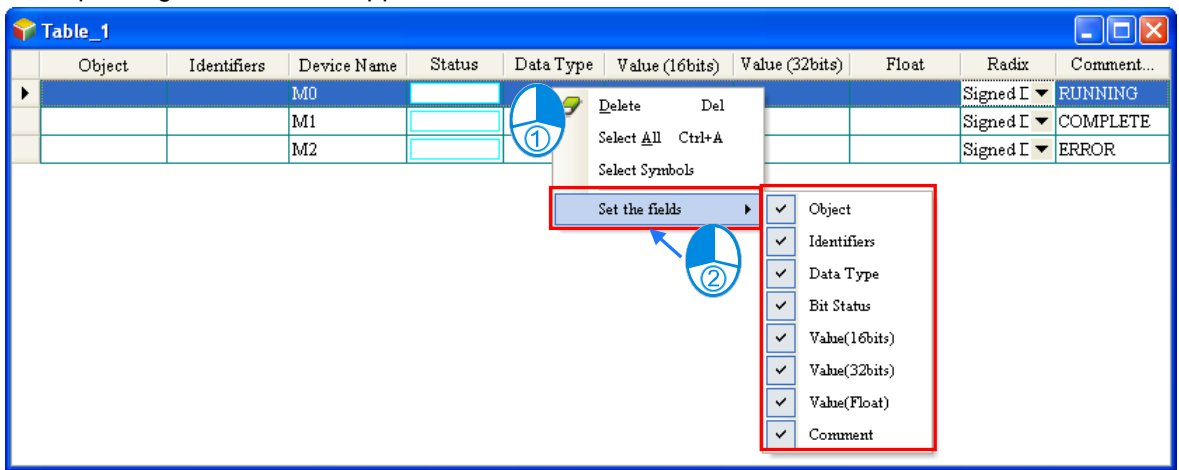 Table_1
Object Identifiers Device Name Status Data Type Value (16bits) Value (32bits) Float Radix Comment...
M0 Signed D RUNNING
M1 Signed D COMPLETE
M2 Signed D ERROR
1
Delete Del
Select All Ctrl+A
Select Symbols
Set the fields
2
Object
Identifiers
Data Type
Bit Status
Value(16bits)
Value(32bits)
Value(Float)
Comment